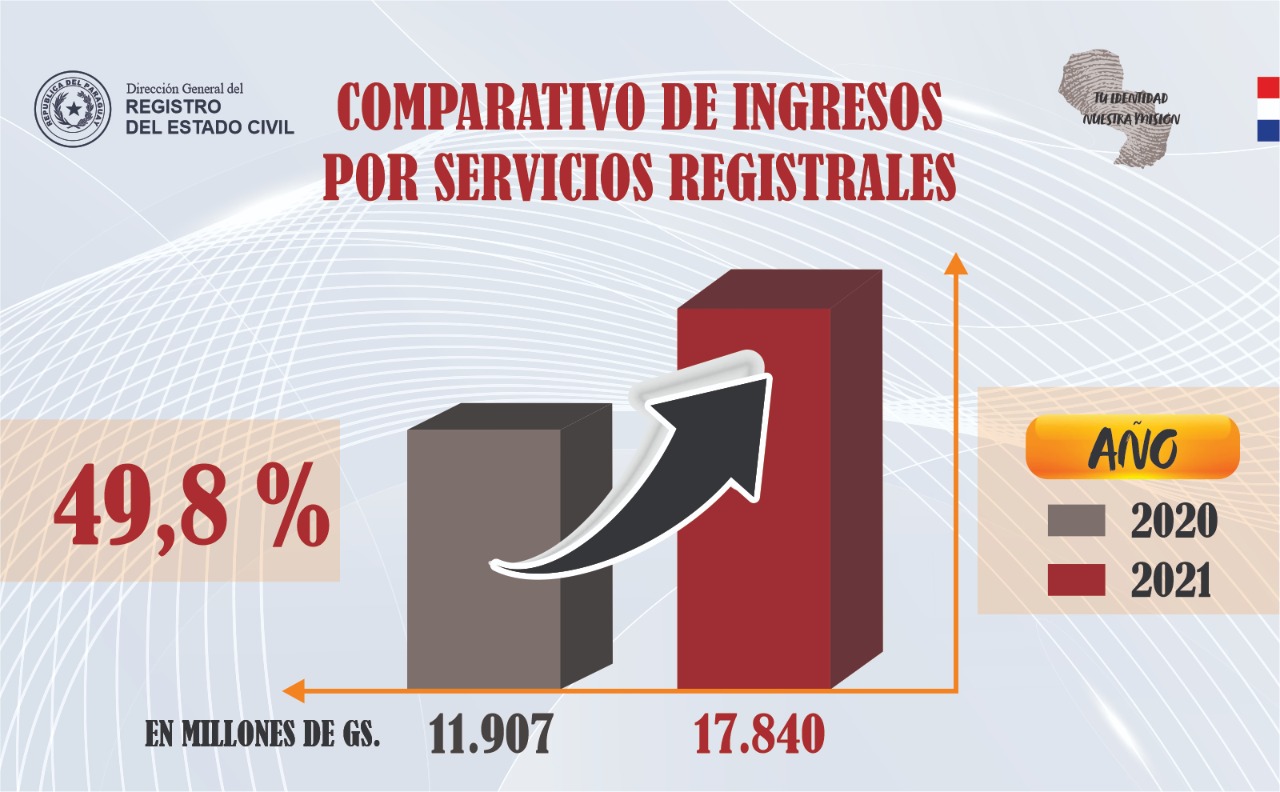 REPUBLICA DEL PARAGUAY
Dirección General del
REGISTRO
DEL ESTADO CIVIL
COMPARATIVO DE INGRESOS
POR SERVICIOS REGISTRALES
TU IDENTIDAD
NUESTRA MISIÓN
49,8 %
AÑO
2020
2021
EN MILLONES DE GS.
11.907
17.840